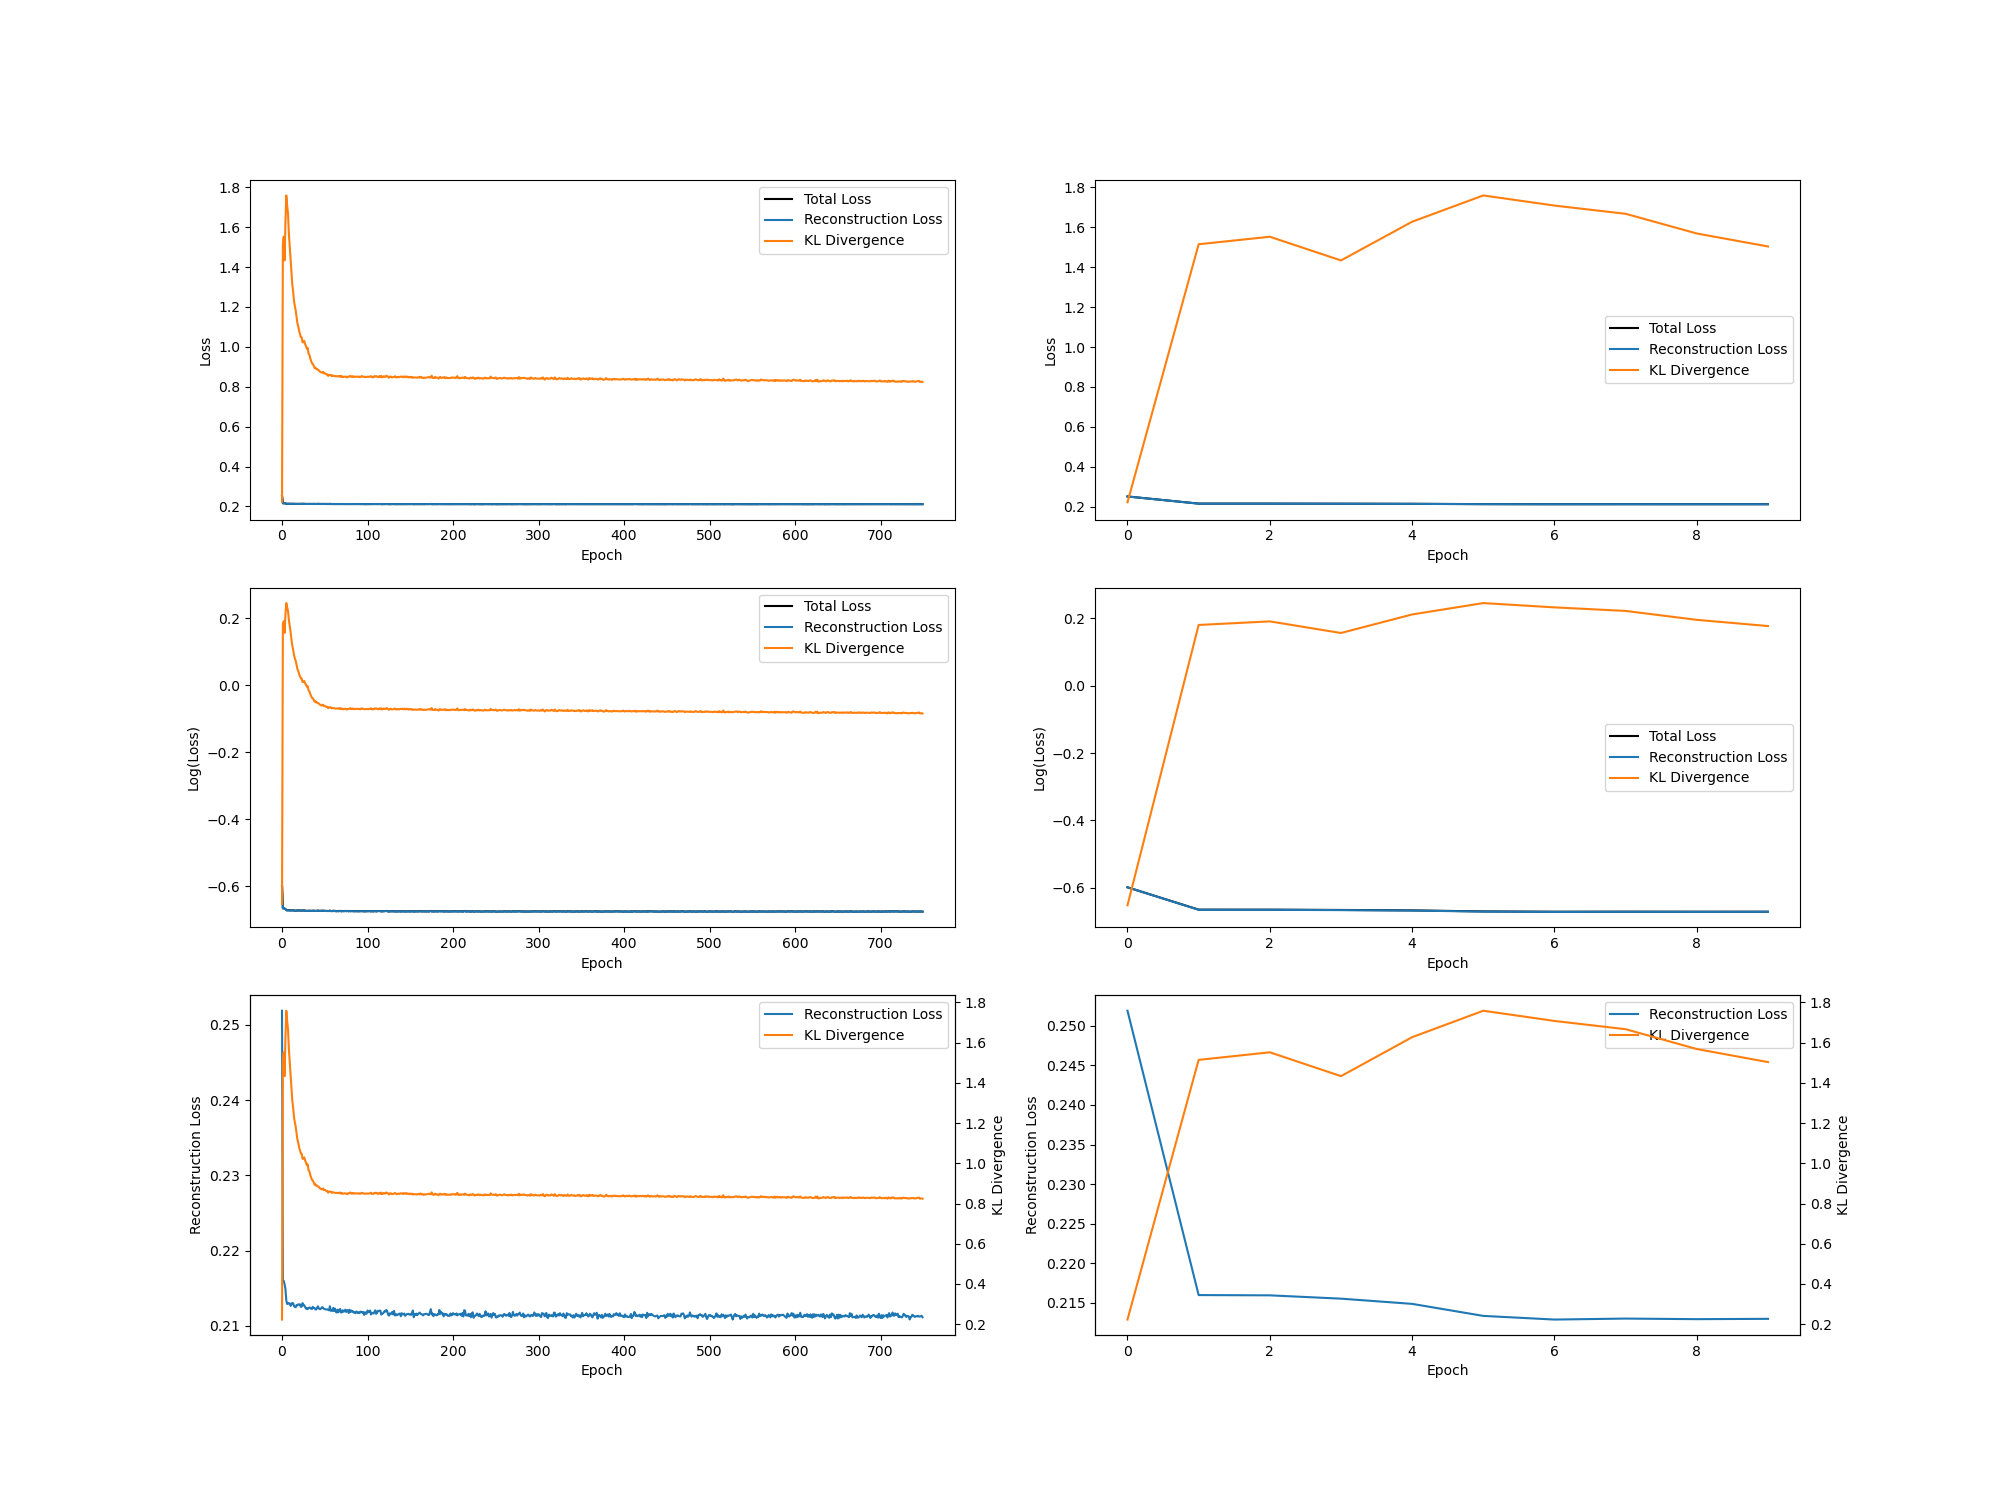 1.8
1.6
1.4
1.2
1.0
0.8
0.6
0.4
0.2
Loss
0 100 200 300 400 500 600 700
Epoch
Total Loss
Reconstruction Loss
KL Divergence
1.8
1.6
1.4
1.2
1.0
0.8
0.6
0.4
0.2
Loss
0 2 4 6 8
Epoch
Total Loss
Reconstruction Loss
KL Divergence
0.2
0.0
−0.2
−0.4
−0.6
Log(Loss)
0 100 200 300 400 500 600 700
Epoch
Total Loss
Reconstruction Loss
KL Divergence
0.2
0.0
−0.2
−0.4
−0.6
Log(Loss)
0 2 4 6 8
Epoch
Total Loss
Reconstruction Loss
KL Divergence
0.25
0.24
0.23
0.22
0.21
Reconstruction Loss
0 100 200 300 400 500 600 700
Epoch
Reconstruction Loss
KL Divergence
1.8
1.6
1.4
1.2
1.0
0.8
0.6
0.4
0.2
KL Divergence
0.250
0.245
0.240
0.235
0.230
0.225
0.220
0.215
Reconstruction Loss
0 2 4 6 8
Epoch
Reconstruction Loss
KL Divergence
1.8
1.6
1.4
1.2
1.0
0.8
0.6
0.4
0.2
KL Divergence